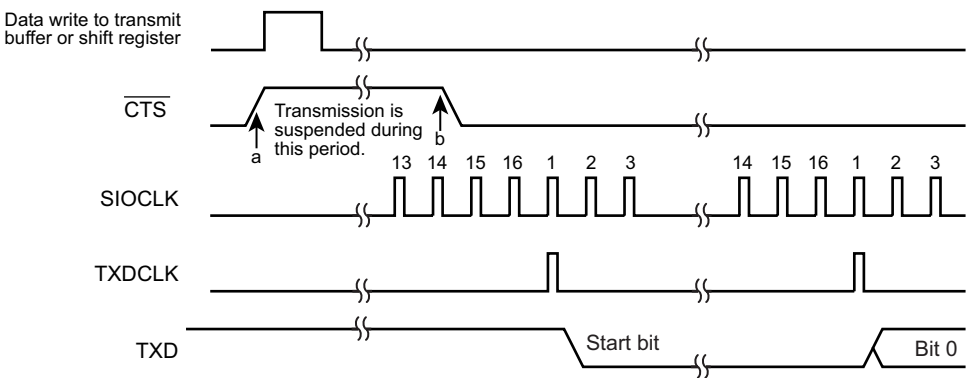 Data write to transmit
buffer or shift register
CTS
Transmission is
suspended during
this period.
a
b
13 14 15 16 1 2 3 14 15 16 1 2 3
SIOCLK
TXDCLK
TXD
Start bit
Bit 0